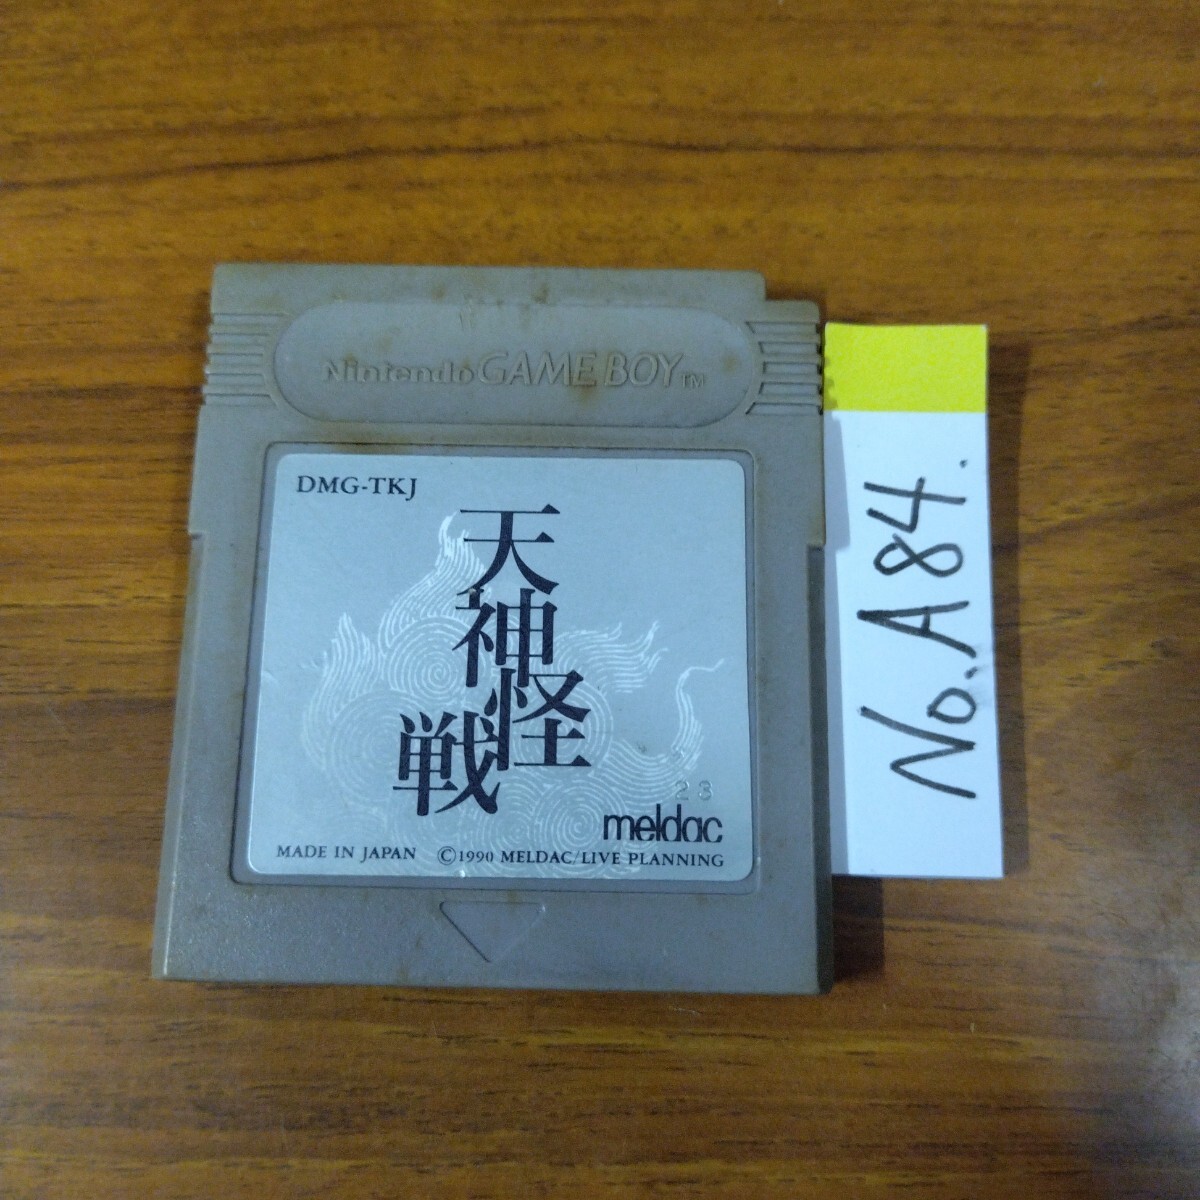 Nintendo GAME BOY TM
DMG-TKJ
天神怪戦
23
meldac
MADE IN JAPAN ©1990 MELDAC/LIVE PLANNING
No. A84.